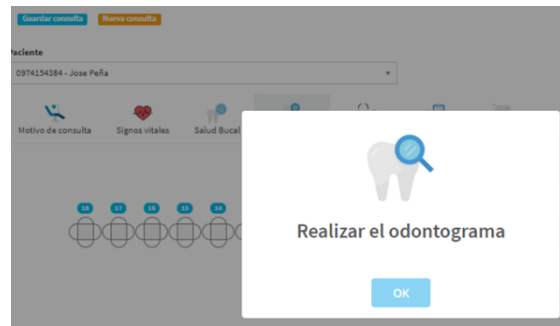 Guardar consulta Nueva consulta
Paciente
0974154384 - Jose Peña
Motivo de consulta Signos vitales Salud Bucal
18 17 16 15 14
Realizar el odontograma
OK